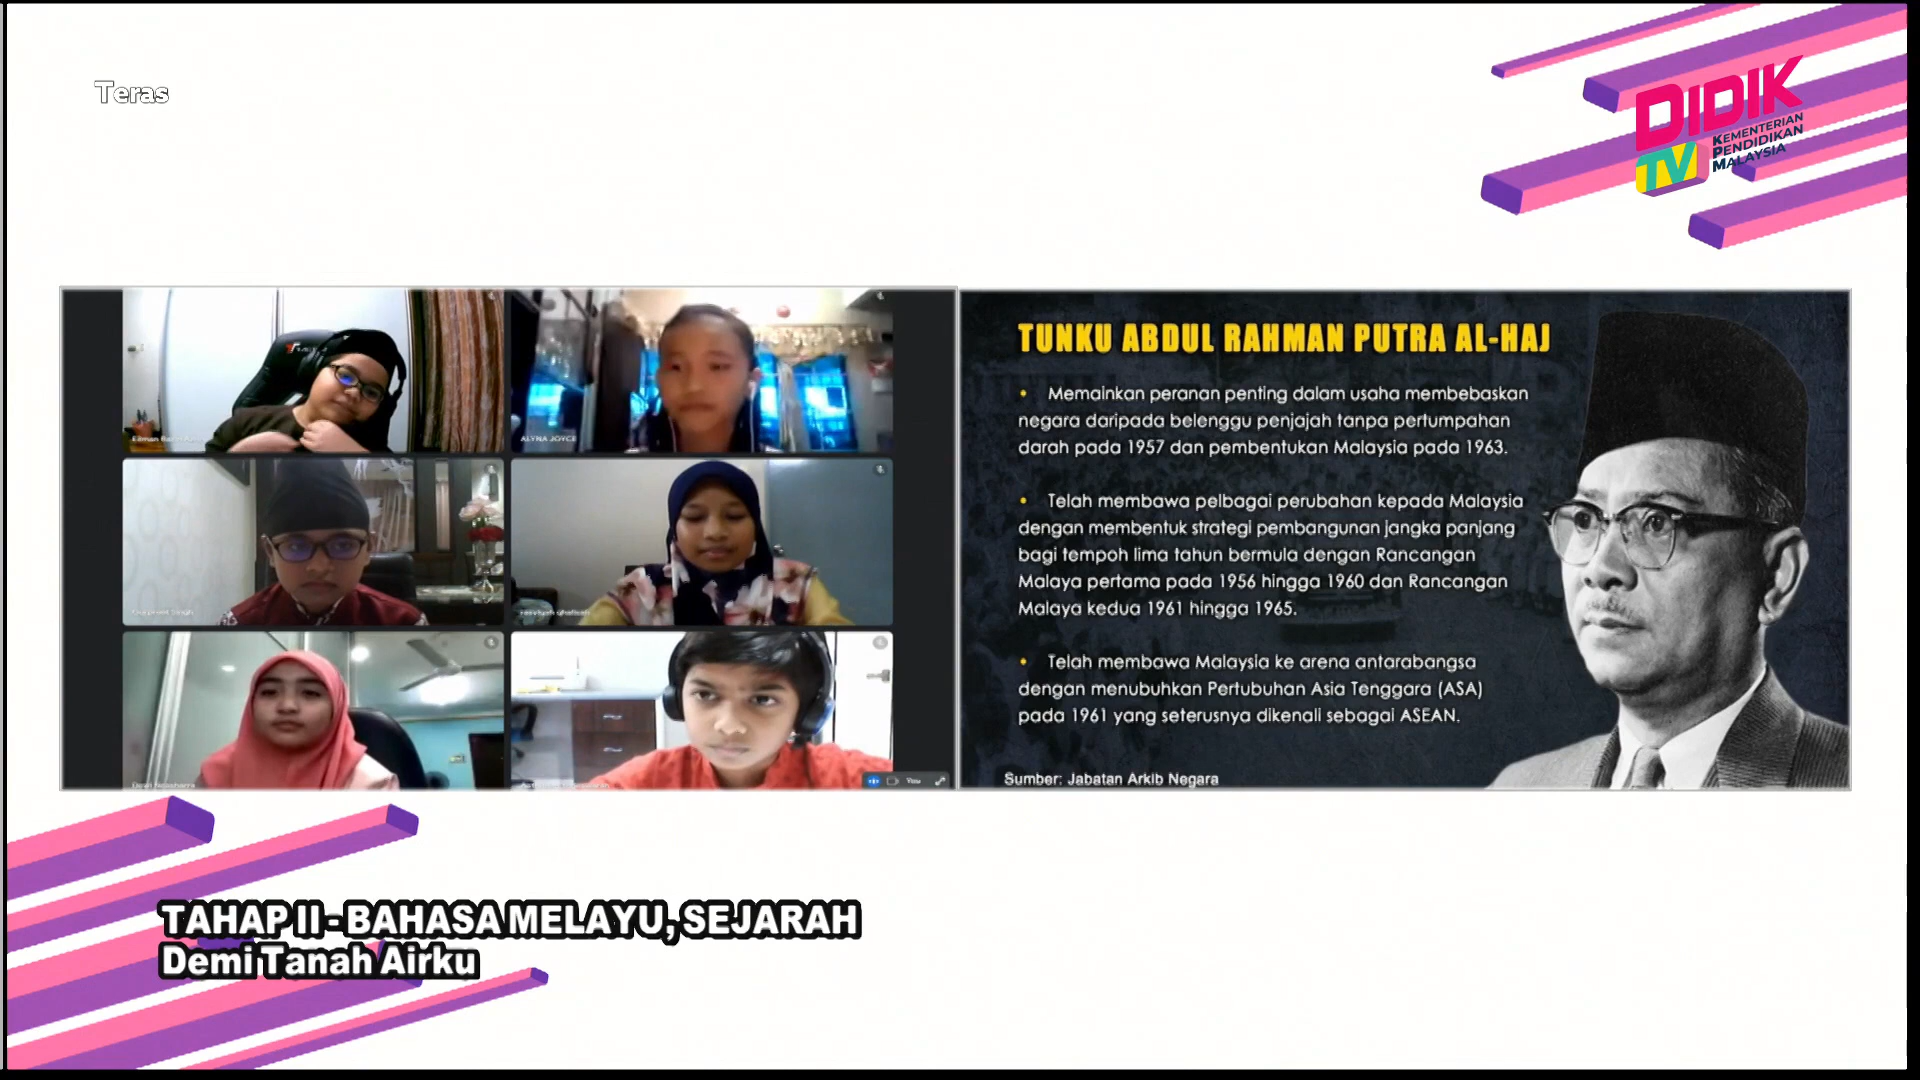 Teras
DIDIK
TV
KEMENTERIAN
PENDIDIKAN
MALAYSIA
ALYNA JOYCE
You
TUNKU ABDUL RAHMAN PUTRA AL-HAJ
• Memainkan peranan penting dalam usaha membebaskan
negara daripada belenggu penjajah tanpa pertumpahan
darah pada 1957 dan pembentukan Malaysia pada 1963.
• Telah membawa pelbagai perubahan kepada Malaysia
dengan membentuk strategi pembangunan jangka panjang
bagi tempoh lima tahun bermula dengan Rancangan
Malaya pertama pada 1956 hingga 1960 dan Rancangan
Malaya kedua 1961 hingga 1965.
• Telah membawa Malaysia ke arena antarabangsa
dengan menubuhkan Pertubuhan Asia Tenggara (ASA)
pada 1961 yang seterusnya dikenali sebagai ASEAN.
Sumber: Jabatan Arkib Negara
TAHAP II - BAHASA MELAYU, SEJARAH
Demi Tanah Airku